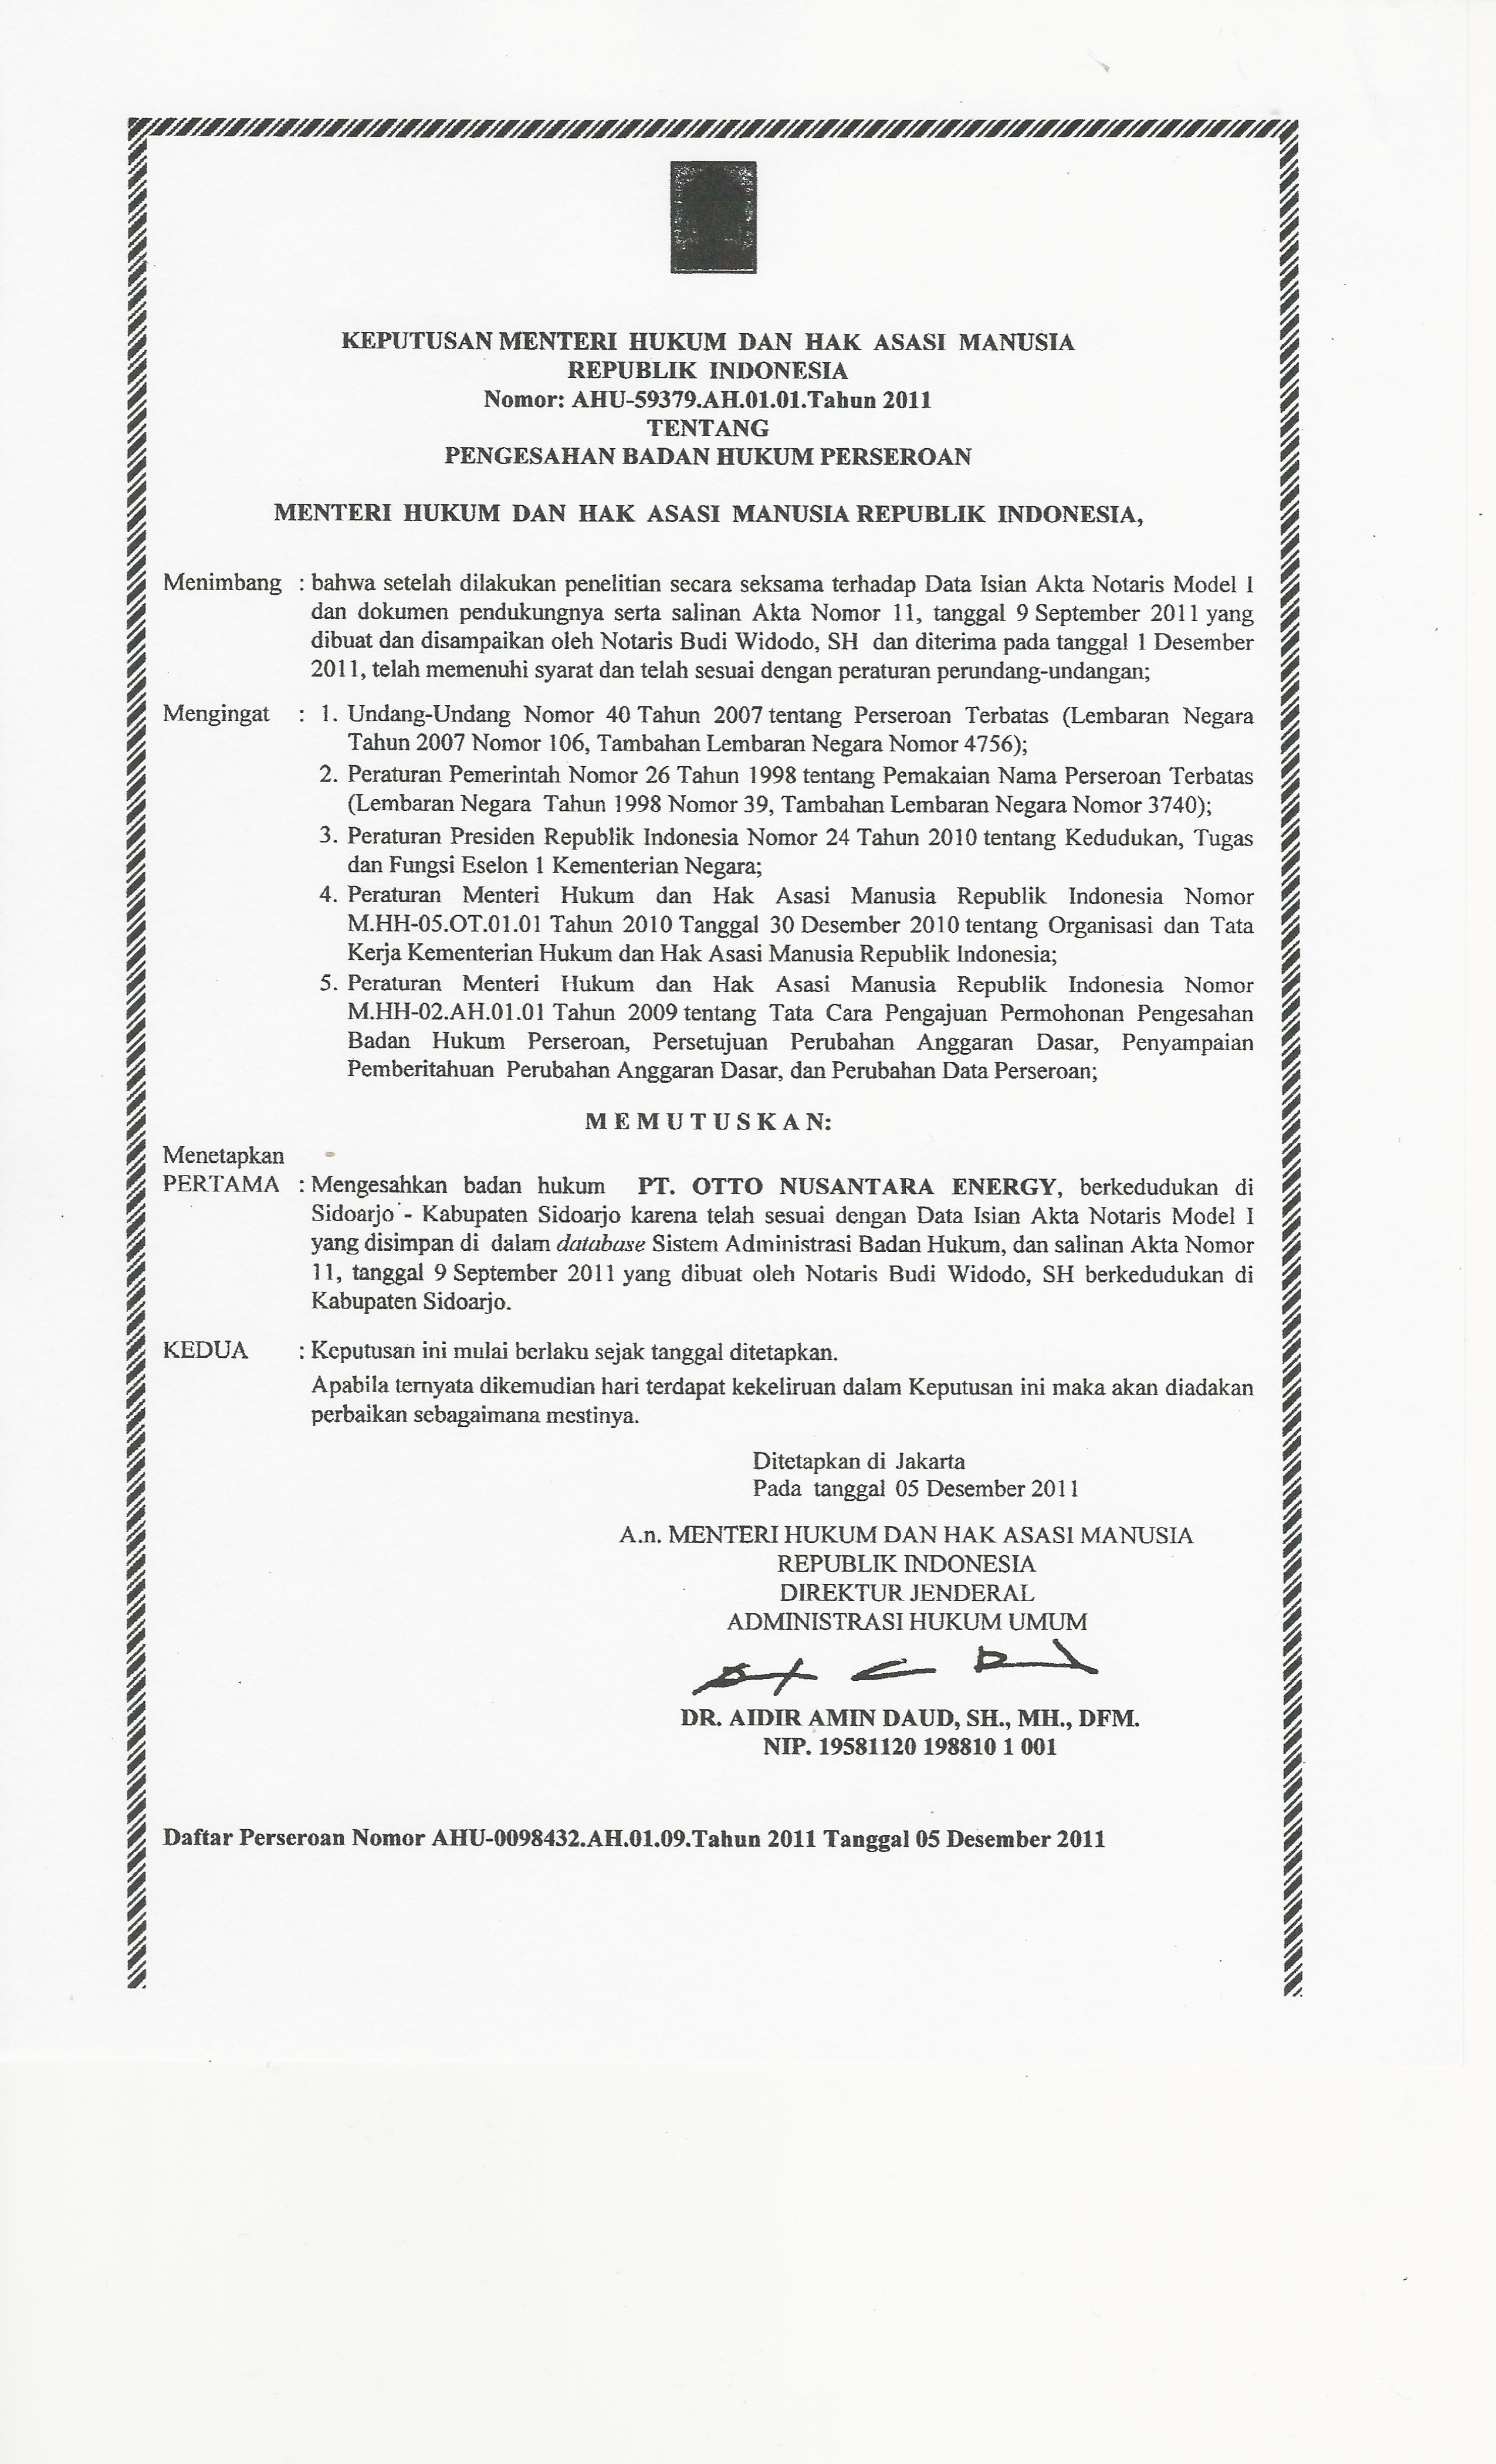 KEPUTUSAN MENTERI HUKUM DAN HAK ASASI MANUSIA
REPUBLIK INDONESIA
Nomor: AHU-59379.AH.01.01.Tahun 2011
TENTANG
PENGESAHAN BADAN HUKUM PERSEROAN
MENTERI HUKUM DAN HAK ASASI MANUSIA REPUBLIK INDONESIA,
Menimbang : bahwa setelah dilakukan penelitian secara seksama terhadap Data Isian Akta Notaris Model I
dan dokumen pendukungnya serta salinan Akta Nomor 11, tanggal 9 September 2011 yang
dibuat dan disampaikan oleh Notaris Budi Widodo, SH dan diterima pada tanggal 1 Desember
2011, telah memenuhi syarat dan telah sesuai dengan peraturan perundang-undangan;
Mengingat : 1. Undang-Undang Nomor 40 Tahun 2007 tentang Perseroan Terbatas (Lembaran Negara
Tahun 2007 Nomor 106, Tambahan Lembaran Negara Nomor 4756);
2. Peraturan Pemerintah Nomor 26 Tahun 1998 tentang Pemakaian Nama Perseroan Terbatas
(Lembaran Negara Tahun 1998 Nomor 39, Tambahan Lembaran Negara Nomor 3740);
3. Peraturan Presiden Republik Indonesia Nomor 24 Tahun 2010 tentang Kedudukan, Tugas
dan Fungsi Eselon 1 Kementerian Negara;
4. Peraturan Menteri Hukum dan Hak Asasi Manusia Republik Indonesia Nomor
M.HH-05.OT.01.01 Tahun 2010 Tanggal 30 Desember 2010 tentang Organisasi dan Tata
Kerja Kementerian Hukum dan Hak Asasi Manusia Republik Indonesia;
5. Peraturan Menteri Hukum dan Hak Asasi Manusia Republik Indonesia Nomor
M.HH-02.AH.01.01 Tahun 2009 tentang Tata Cara Pengajuan Permohonan Pengesahan
Badan Hukum Perseroan, Persetujuan Perubahan Anggaran Dasar, Penyampaian
Pemberitahuan Perubahan Anggaran Dasar, dan Perubahan Data Perseroan;
M E M U T U S K A N:
Menetapkan
PERTAMA : Mengesahkan badan hukum PT. OTTO NUSANTARA ENERGY, berkedudukan di
Sidoarjo - Kabupaten Sidoarjo karena telah sesuai dengan Data Isian Akta Notaris Model I
yang disimpan di dalam database Sistem Administrasi Badan Hukum, dan salinan Akta Nomor
11, tanggal 9 September 2011 yang dibuat oleh Notaris Budi Widodo, SH berkedudukan di
Kabupaten Sidoarjo.
KEDUA : Keputusan ini mulai berlaku sejak tanggal ditetapkan.
Apabila ternyata dikemudian hari terdapat kekeliruan dalam Keputusan ini maka akan diadakan
perbaikan sebagaimana mestinya.
Ditetapkan di Jakarta
Pada tanggal 05 Desember 2011
A.n. MENTERI HUKUM DAN HAK ASASI MANUSIA
REPUBLIK INDONESIA
DIREKTUR JENDERAL
ADMINISTRASI HUKUM UMUM
DR. AIDIR AMIN DAUD, SH., MH., DFM.
NIP. 19581120 198810 1 001
Daftar Perseroan Nomor AHU-0098432.AH.01.09.Tahun 2011 Tanggal 05 Desember 2011